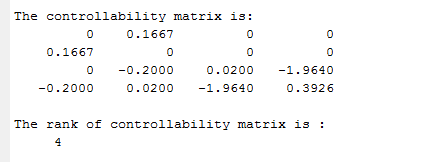 The controllability matrix is:
0 0.1667 0 0
0.1667 0 0 0
0 -0.2000 0.0200 -1.9640
-0.2000 0.0200 -1.9640 0.3926
The rank of controllability matrix is :
4